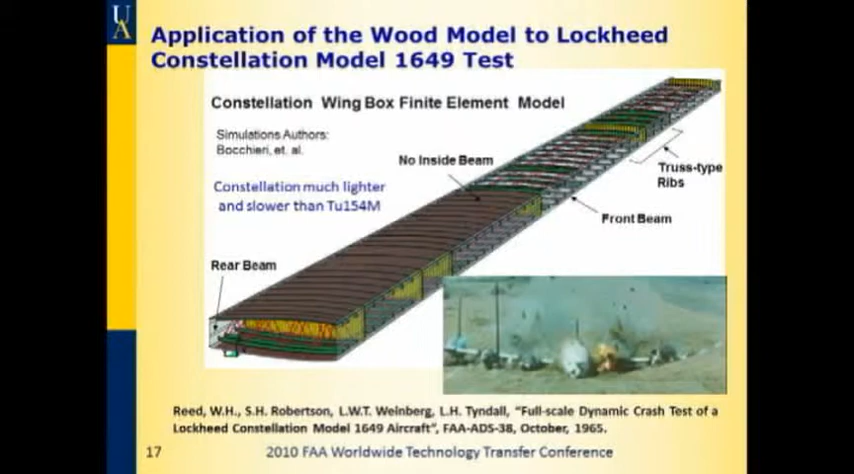 UA
Application of the Wood Model to Lockheed
Constellation Model 1649 Test
Constellation Wing Box Finite Element Model
Simulations Authors:
Bocchieri, et. al.
No Inside Beam
Constellation much lighter
and slower than Tu154M
Truss-type
Ribs
Front Beam
Rear Beam
Reed, W.H., S.H. Robertson, L.W.T. Weinberg, L.H. Tyndall, "Full-scale Dynamic Crash Test of a
Lockheed Constellation Model 1649 Aircraft", FAA-ADS-38, October, 1965.
17
2010 FAA Worldwide Technology Transfer Conference